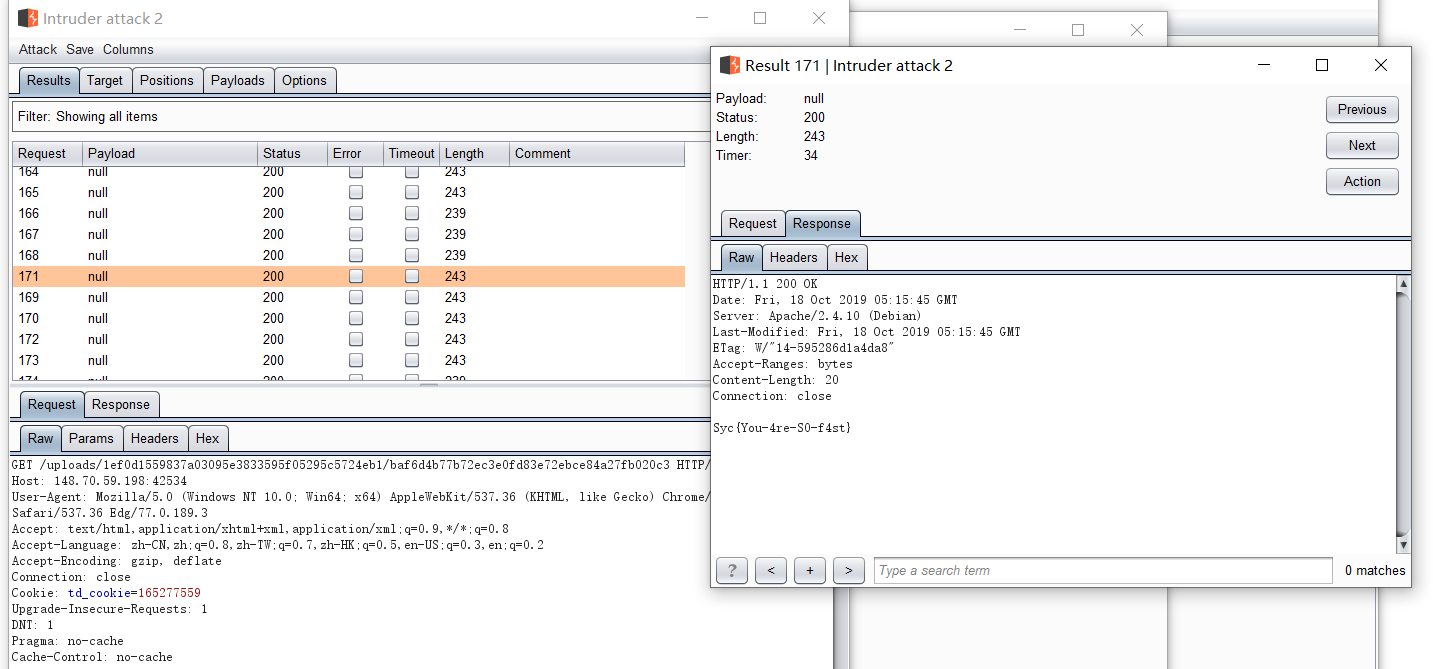 Intruder attack 2
Attack Save Columns
Results Target Positions Payloads Options
Filter: Showing all items
Request Payload Status Error Timeout Length Comment
164 null 200 243
165 null 200 243
166 null 200 239
167 null 200 239
168 null 200 239
171 null 200 243
169 null 200 243
170 null 200 243
172 null 200 243
173 null 200 243
174 null 200 239
Request Response
Raw Params Headers Hex
GET /uploads/1ef0d1559837a03095e3833595f05295c5724eb1/baf6d4b77b72ec3e0fd83e72ebce84a27fb020c3 HTTP/
Host: 148.70.59.198:42534
User-Agent: Mozilla/5.0 (Windows NT 10.0; Win64; x64) AppleWebKit/537.36 (KHTML, like Gecko) Chrome/
Safari/537.36 Edg/77.0.189.3
Accept: text/html,application/xhtml+xml,application/xml;q=0.9,*/*;q=0.8
Accept-Language: zh-CN,zh;q=0.8,zh-TW;q=0.7,zh-HK;q=0.5,en-US;q=0.3,en;q=0.2
Accept-Encoding: gzip, deflate
Connection: close
Cookie: td_cookie=165277559
Upgrade-Insecure-Requests: 1
DNT: 1
Pragma: no-cache
Cache-Control: no-cache
Result 171 | Intruder attack 2
Payload: null
Status: 200
Length: 243
Timer: 34
Previous
Next
Action
Request Response
Raw Headers Hex
HTTP/1.1 200 OK
Date: Fri, 18 Oct 2019 05:15:45 GMT
Server: Apache/2.4.10 (Debian)
Last-Modified: Fri, 18 Oct 2019 05:15:45 GMT
ETag: W/"14-595286d1a4da8"
Accept-Ranges: bytes
Content-Length: 20
Connection: close
Syc{You-4re-S0-f4st}
? < + > Type a search term 0 matches